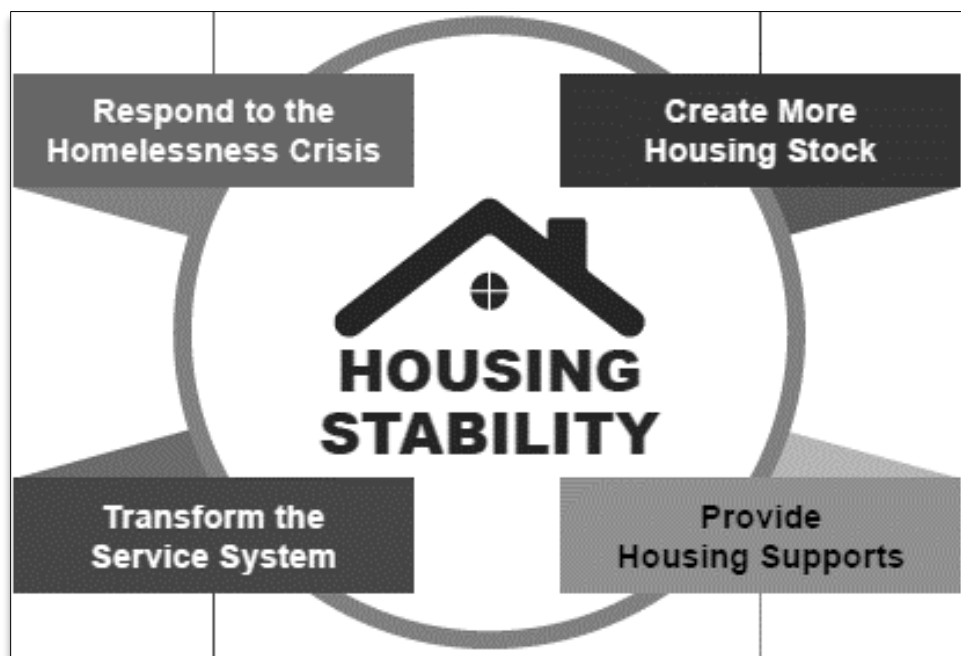 Respond to the
Homelessness Crisis
Create More
Housing Stock
HOUSING
STABILITY
Transform the
Service System
Provide
Housing Supports